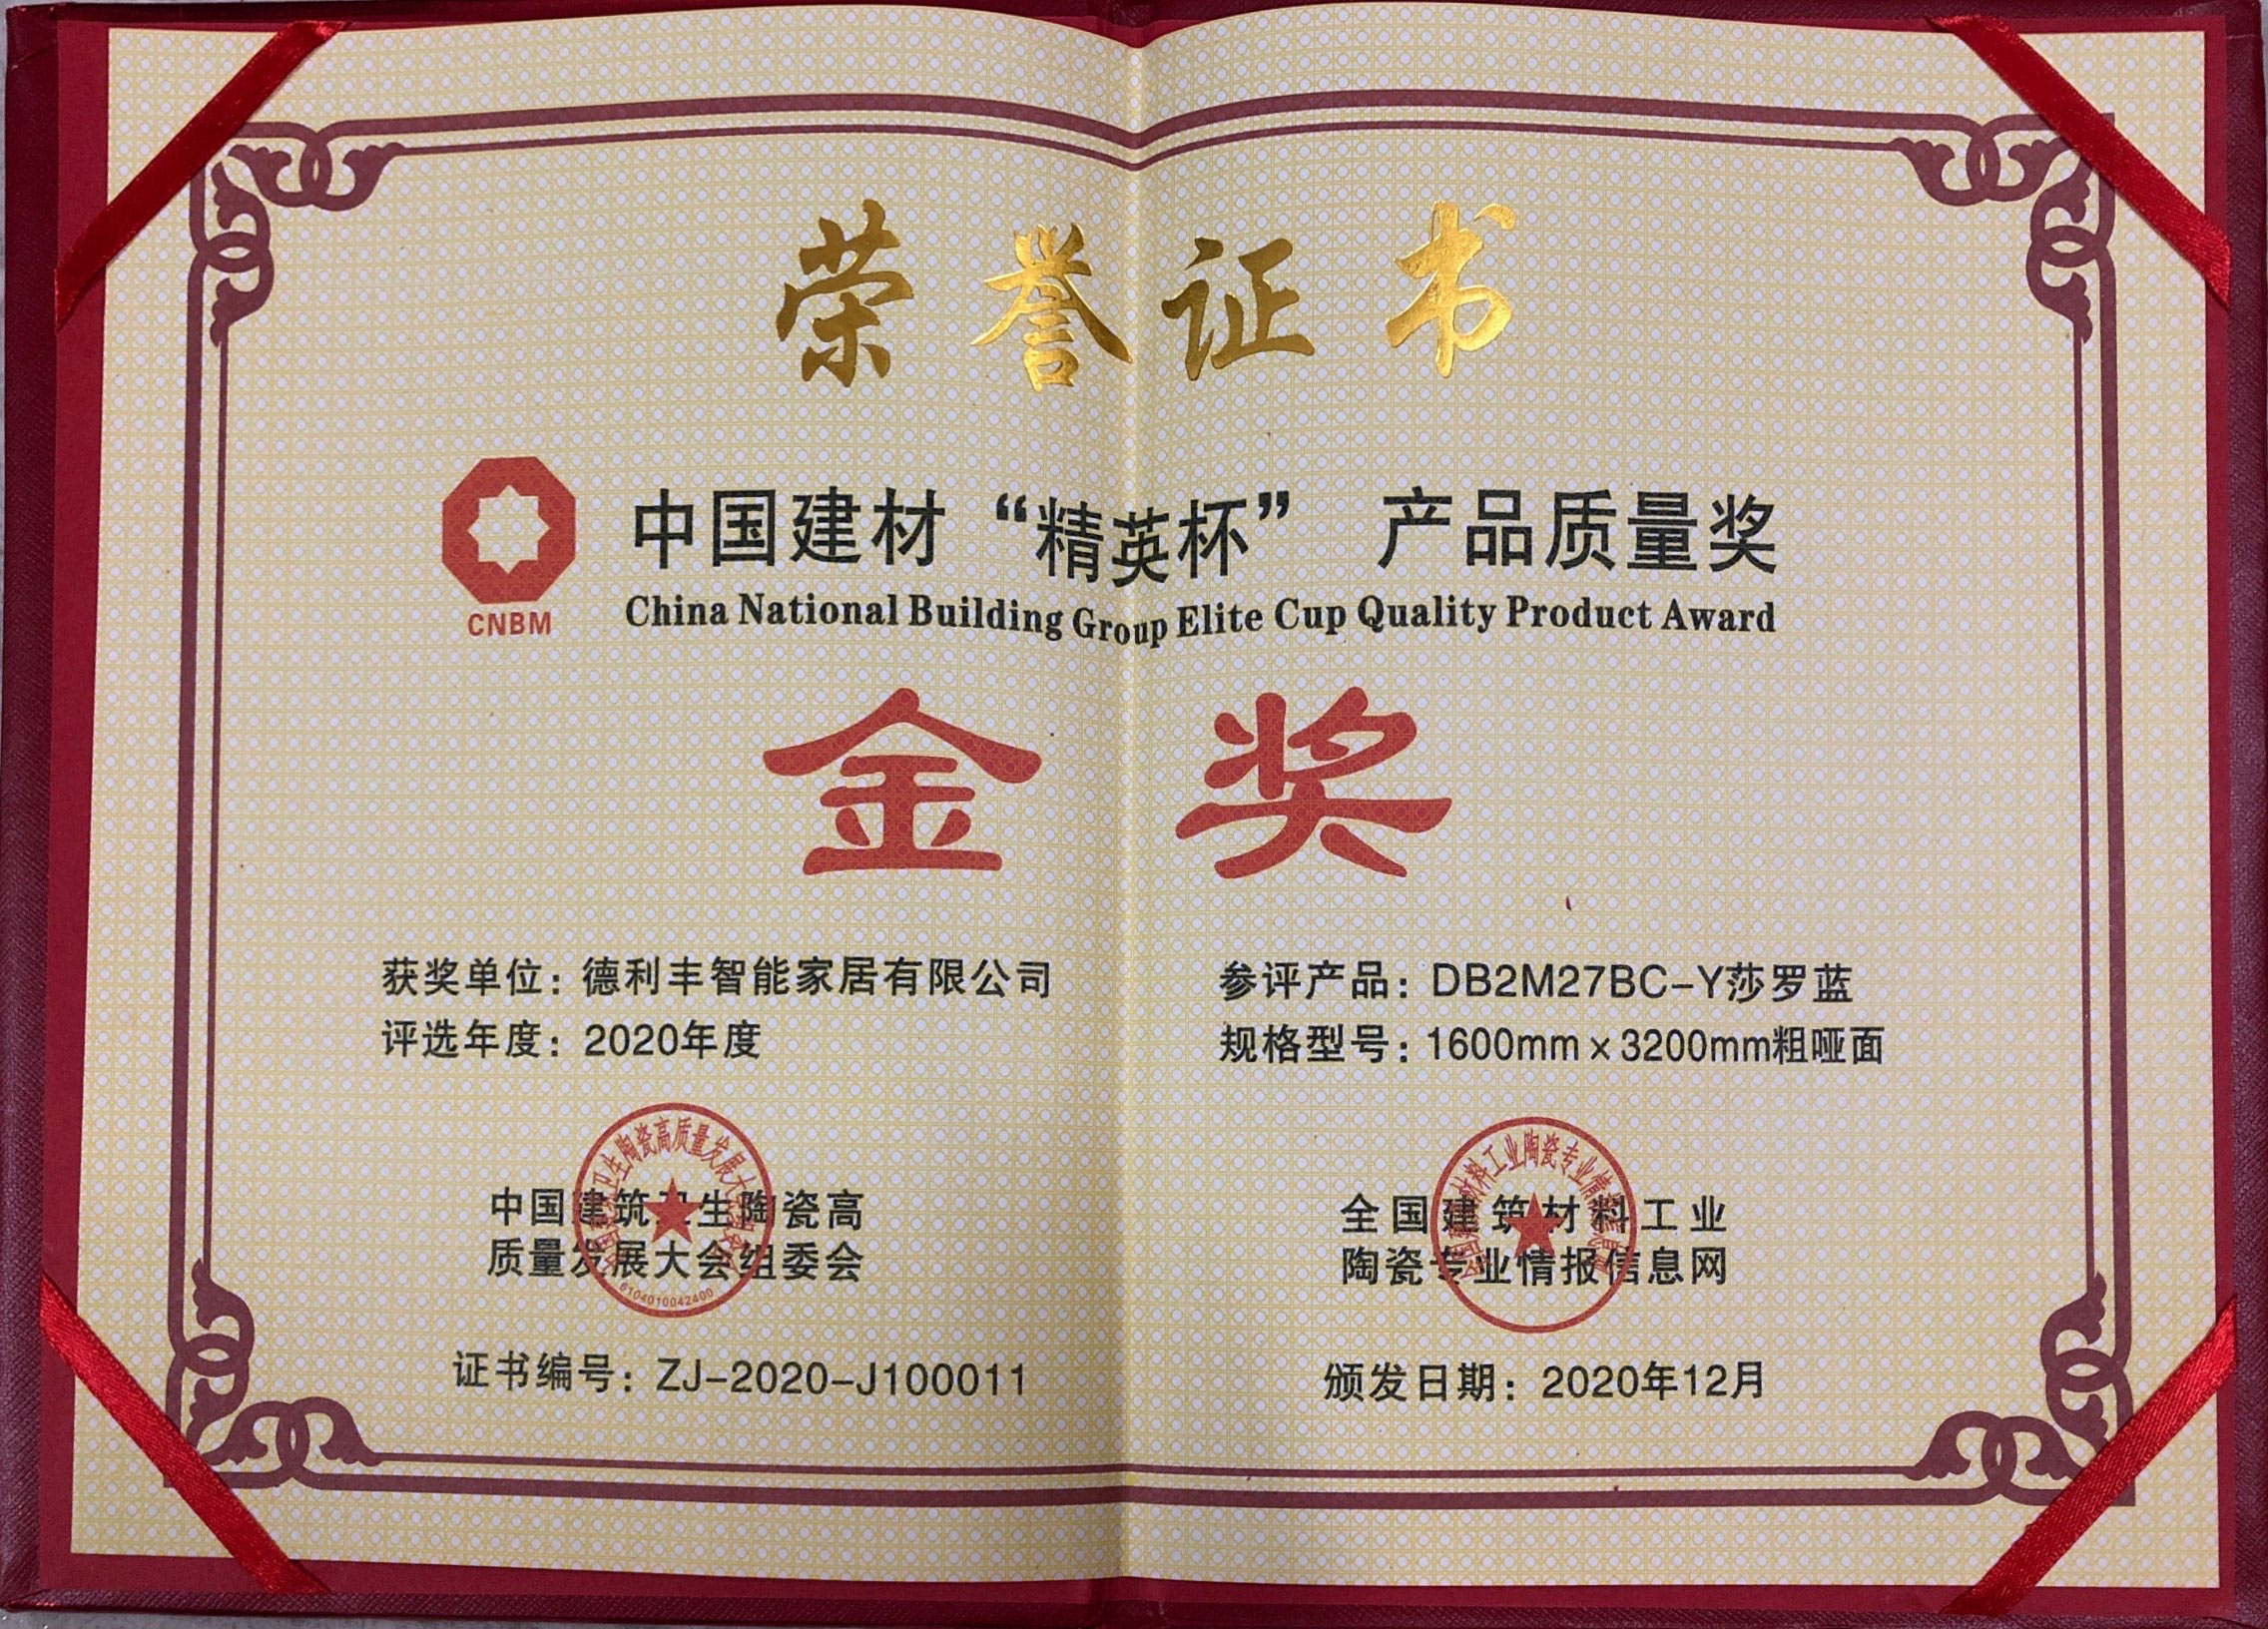 荣誉证书
CNBM
中国建材“精英杯” 产品质量奖
China National Building Group Elite Cup Quality Product Award
金奖
获奖单位：德利丰智能家居有限公司
评选年度：2020年度
参评产品：DB2M27BC-Y莎罗蓝
规格型号：1600mm×3200mm粗哑面
中国建筑卫生陶瓷高
质量发展大会组委会
6104010042400
全国建筑材料工业
陶瓷专业情报信息网
证书编号：ZJ-2020-J100011
颁发日期：2020年12月